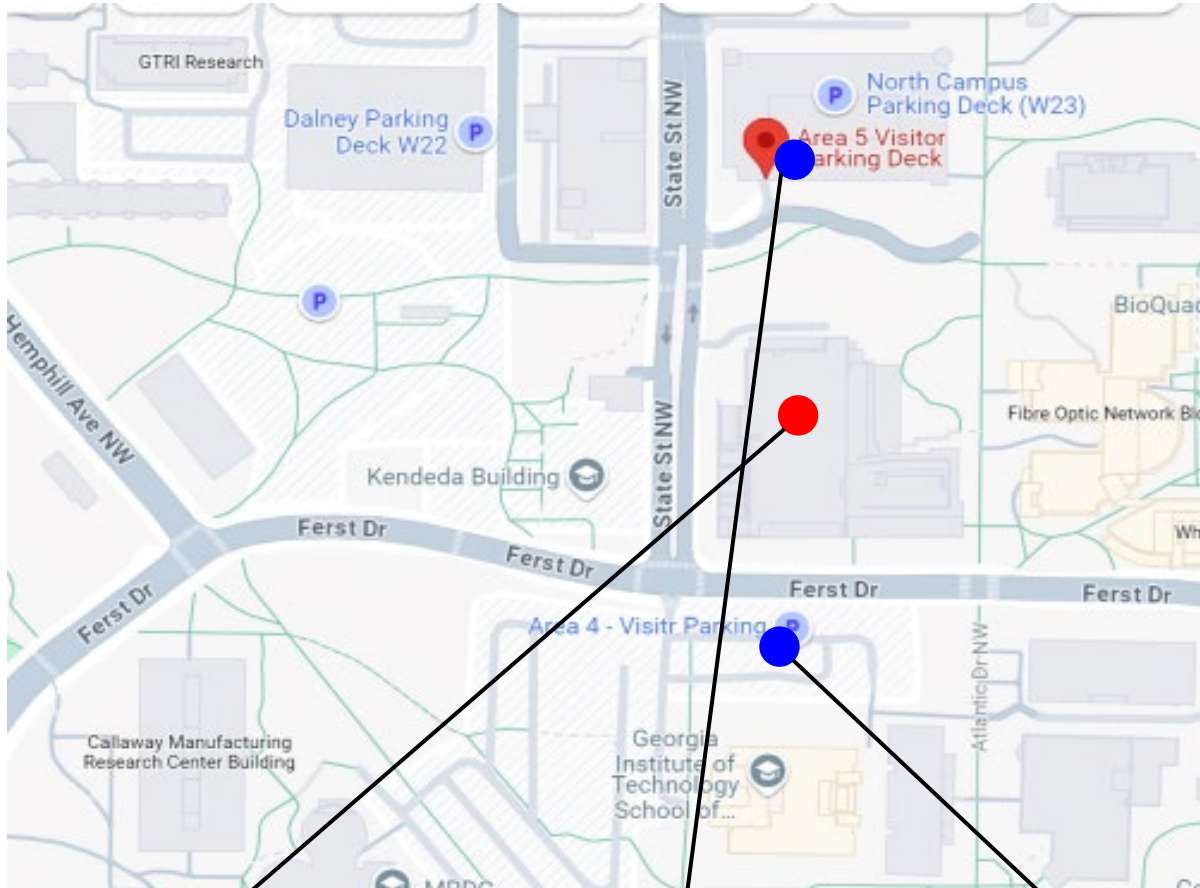 GTRI Research
Dalney Parking
Deck W22
P
State St NW
P
North Campus
Parking Deck (W23)
Area 5 Visitor
arking Deck
P
BioQuad
Hemphill Ave NW
Kendeda Building
State St NW
Fibre Optic Network Bi
Ferst Dr
Ferst Dr
Ferst Dr
Ferst Dr
Ferst Dr
Wh
Area 4 - Visitr Parking
P
Atlantic Dr NW
Callaway Manufacturing
Research Center Building
Georgia
Institute of
Technology
School of...